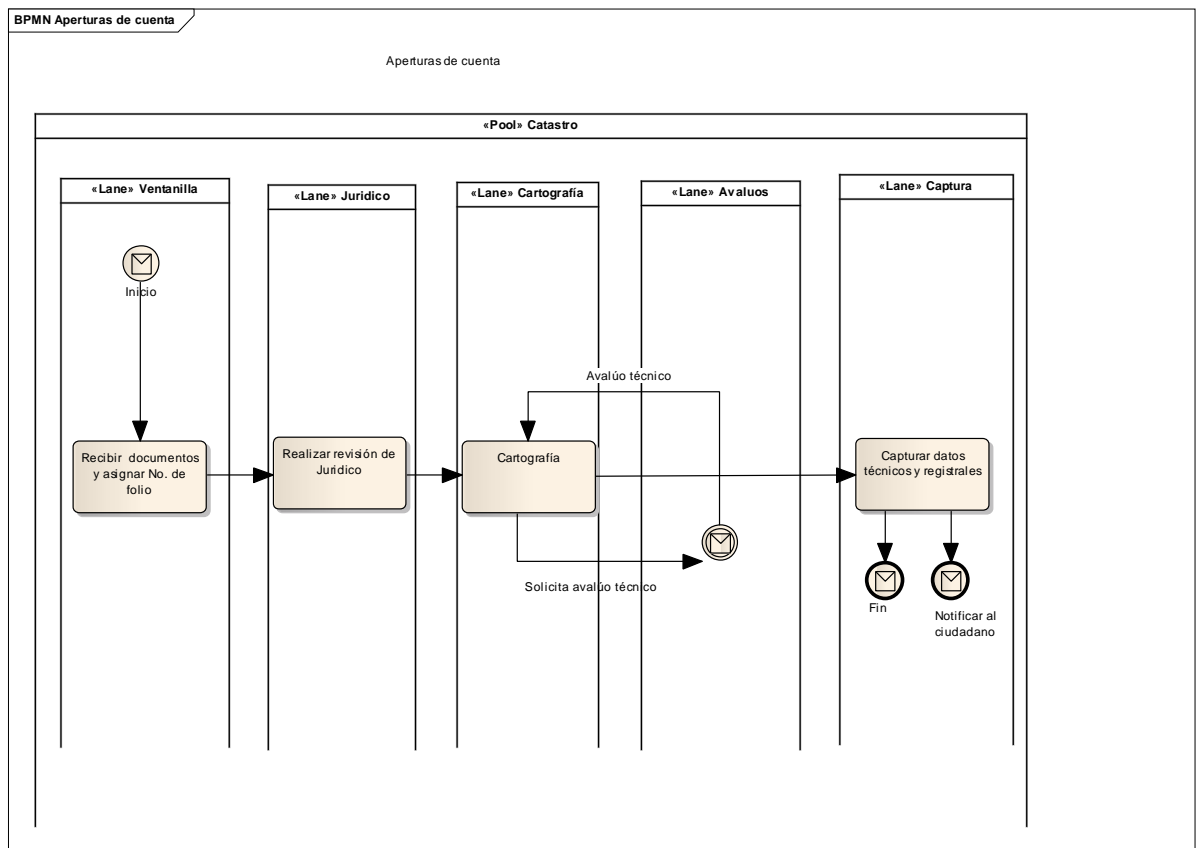 BPMN Aperturas de cuenta
Aperturas de cuenta
«Pool» Catastro
«Lane» Ventanilla
«Lane» Juridico
«Lane» Cartografía
«Lane» Avaluos
«Lane» Captura
Inicio
Avalúo técnico
Recibir documentos
y asignar No. de
folio
Realizar revisión de
Juridico
Cartografía
Capturar datos
técnicos y registrales
Solicita avalúo técnico
Fin
Notificar al
ciudadano